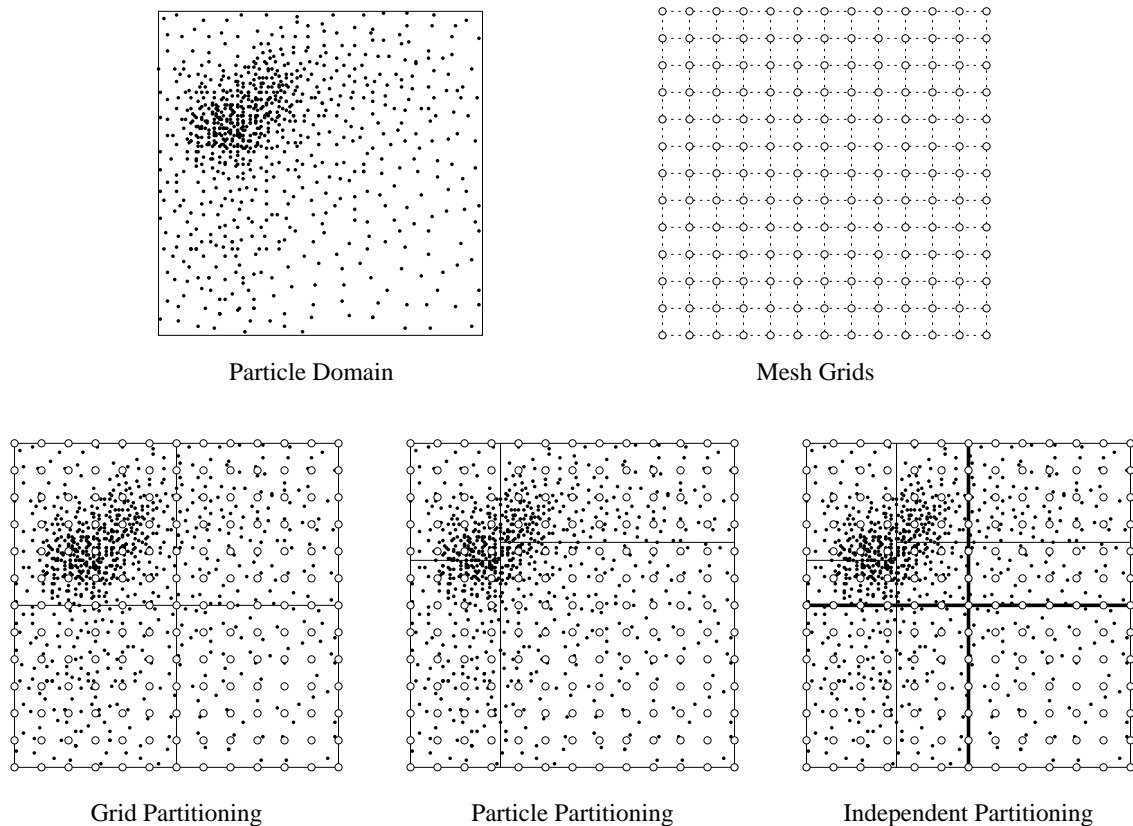 Particle Domain
Mesh Grids
Grid Partitioning
Particle Partitioning
Independent Partitioning